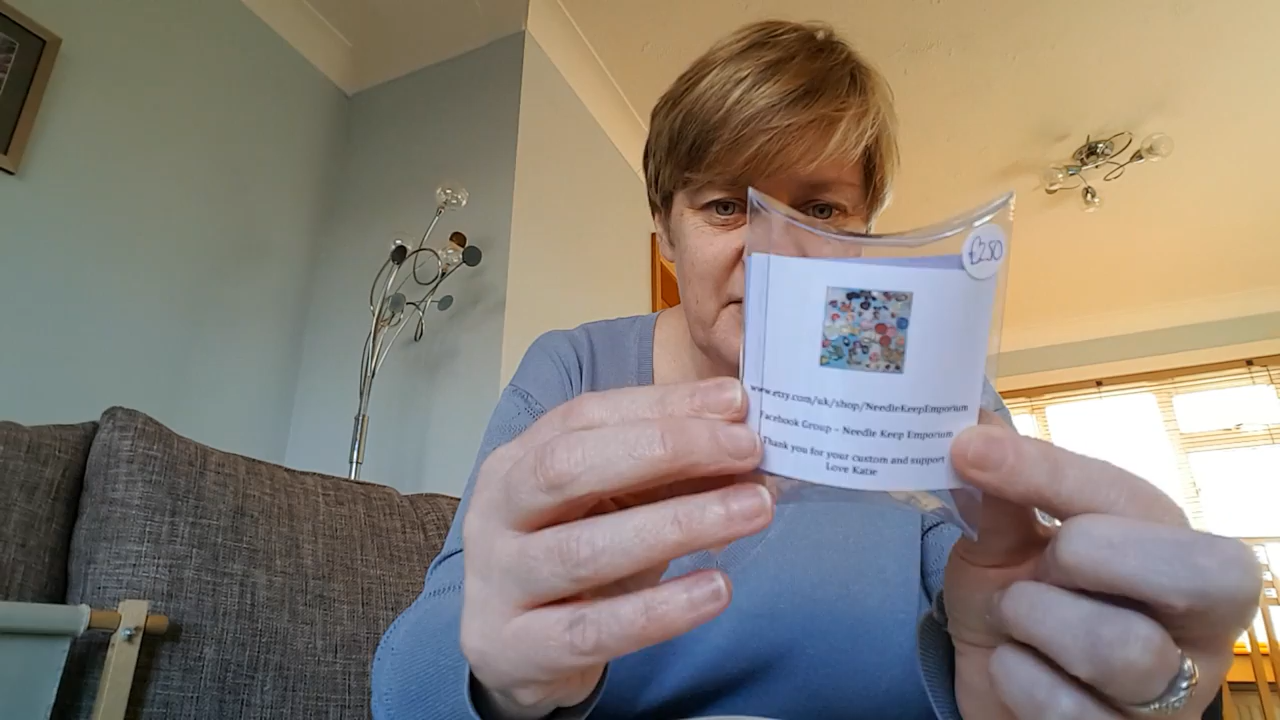 £2.50
www.etsy.com/uk/shop/NeedleKeepEmporium
Facebook Group - Needle Keep Emporium
Thank you for your custom and support
Love Katie